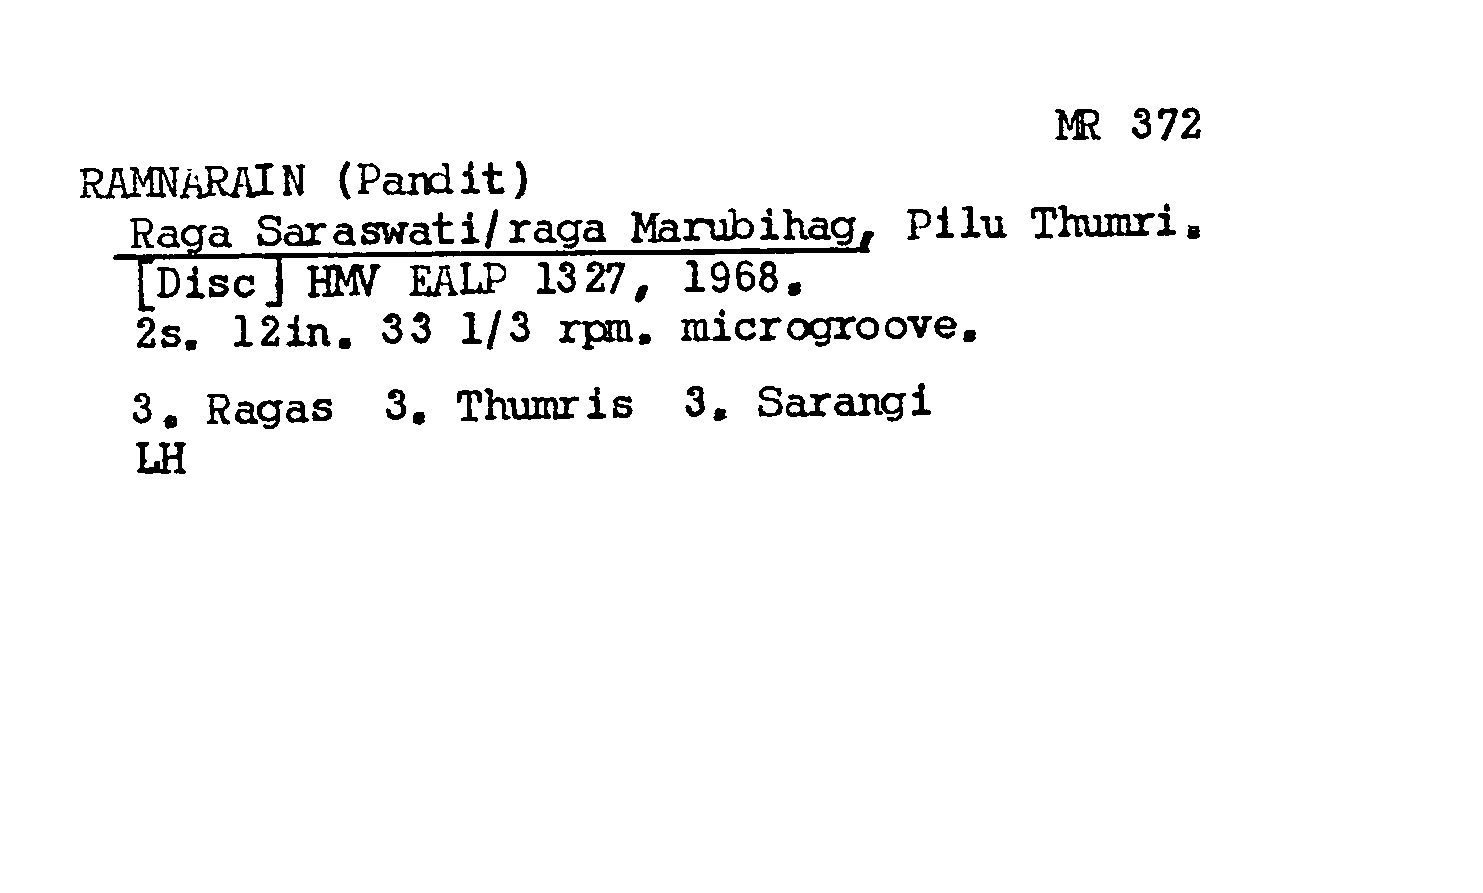 MR 372
RAMNARAIN (Pandit)
Raga Saraswati/raga Marubihag, Pilu Thumri.
[Disc] HMV EALP 1327, 1968.
2s. 12in. 33 1/3 rpm. microgroove.
3. Ragas 3. Thumris 3. Sarangi
LH